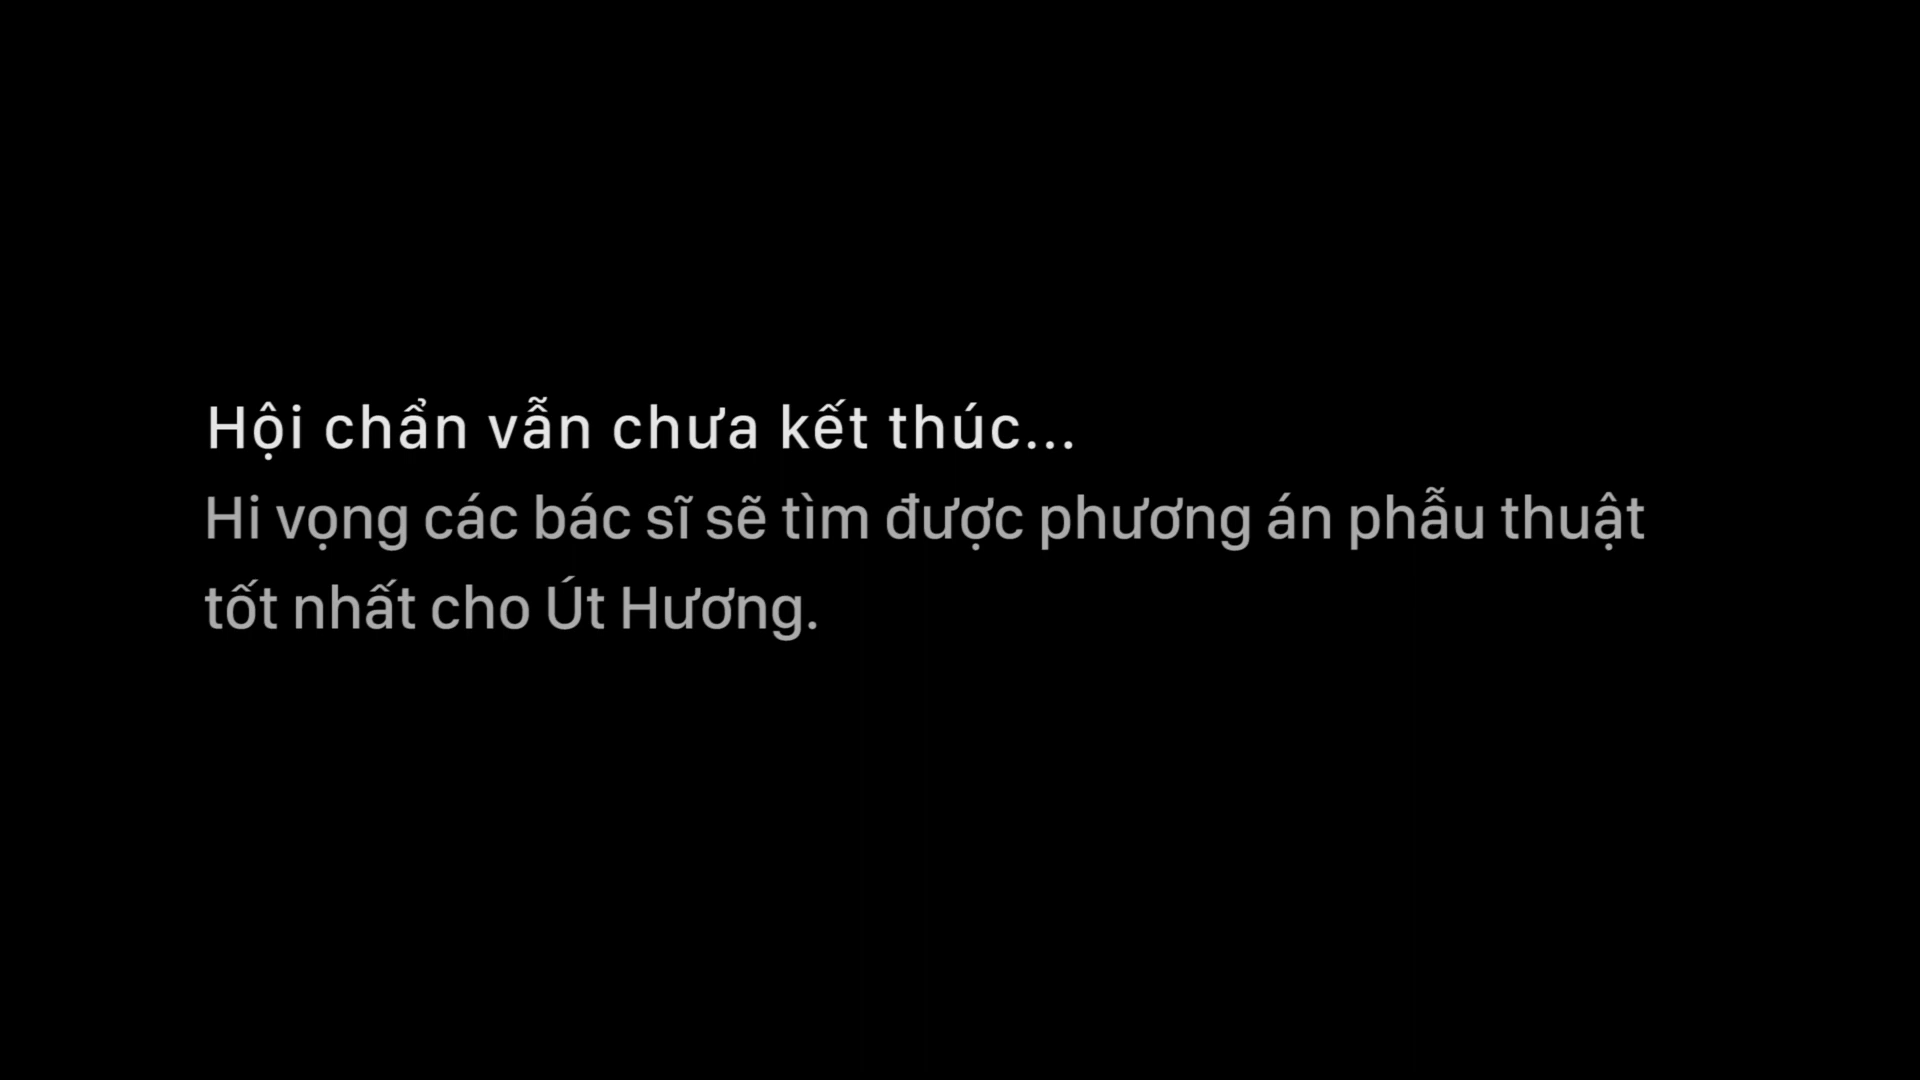 Hội chẩn vẫn chưa kết thúc...
Hi vọng các bác sĩ sẽ tìm được phương án phẫu thuật
tốt nhất cho Út Hương.